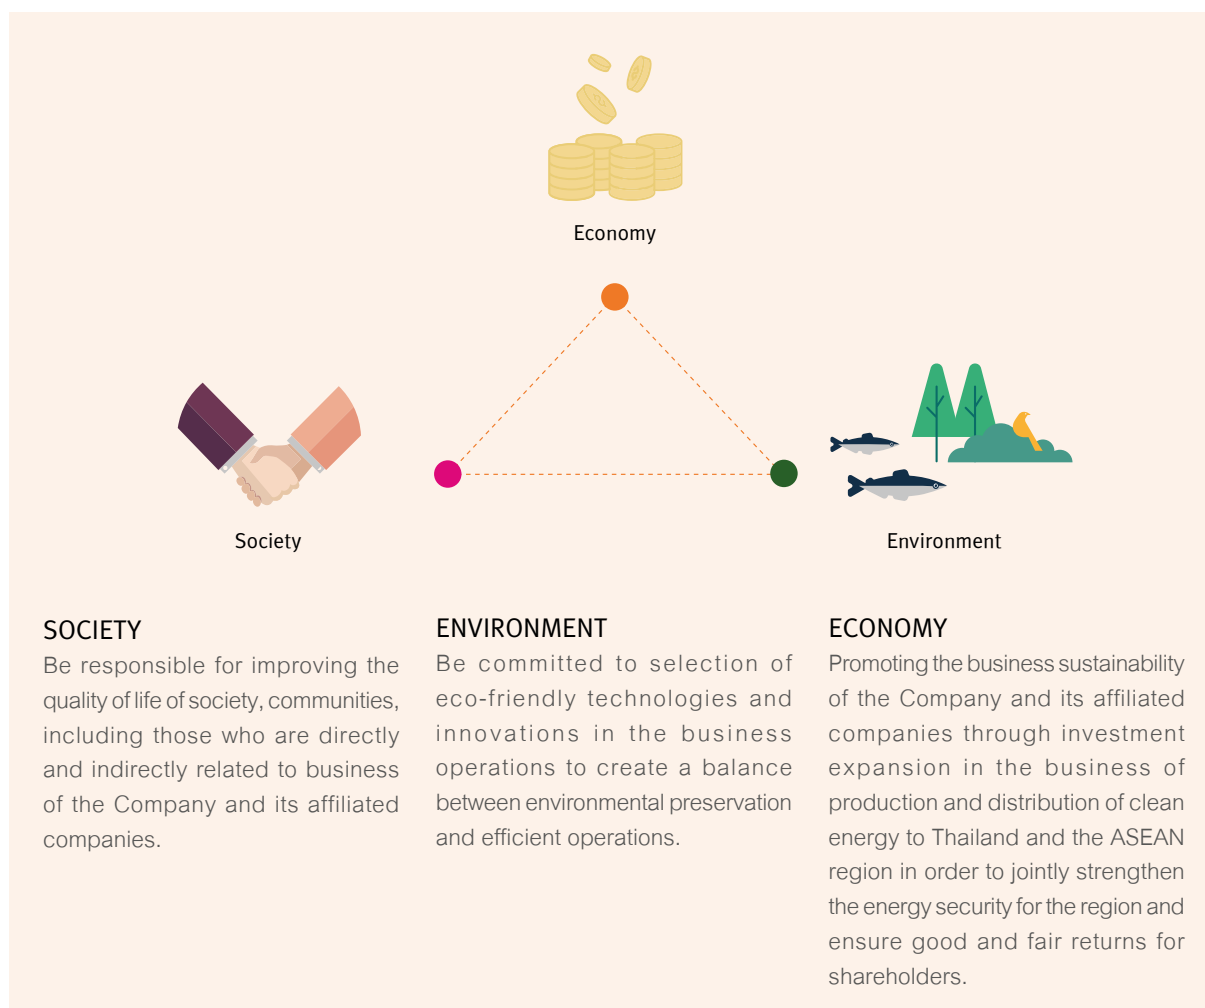 Economy
Society
Environment
SOCIETY
Be responsible for improving the
quality of life of society, communities,
including those who are directly
and indirectly related to business
of the Company and its affiliated
companies.
ENVIRONMENT
Be committed to selection of
eco-friendly technologies and
innovations in the business
operations to create a balance
between environmental preservation
and efficient operations.
ECONOMY
Promoting the business sustainability
of the Company and its affiliated
companies through investment
expansion in the business of
production and distribution of clean
energy to Thailand and the ASEAN
region in order to jointly strengthen
the energy security for the region and
ensure good and fair returns for
shareholders.